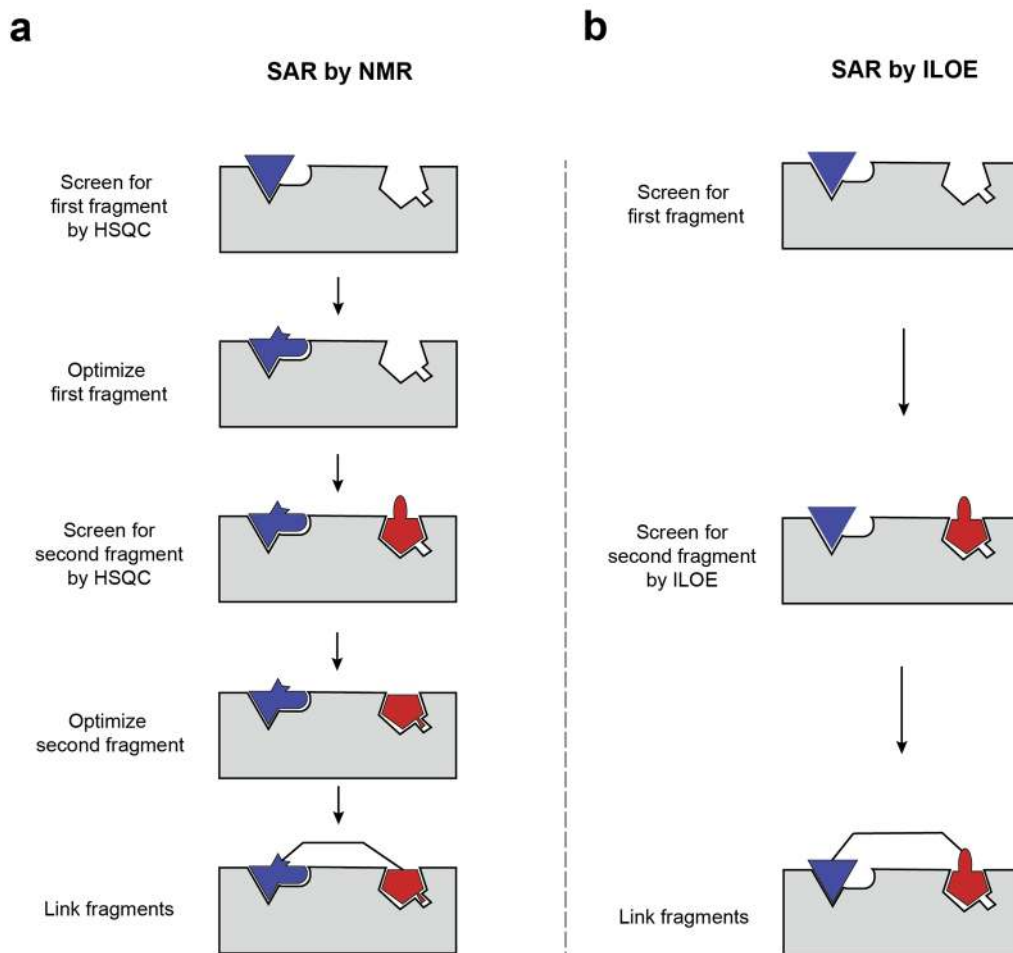 a
SAR by NMR
Screen for
first fragment
by HSQC
Optimize
first fragment
Screen for
second fragment
by HSQC
Optimize
second fragment
Link fragments
b
SAR by ILOE
Screen for
first fragment
Screen for
second fragment
by ILOE
Link fragments